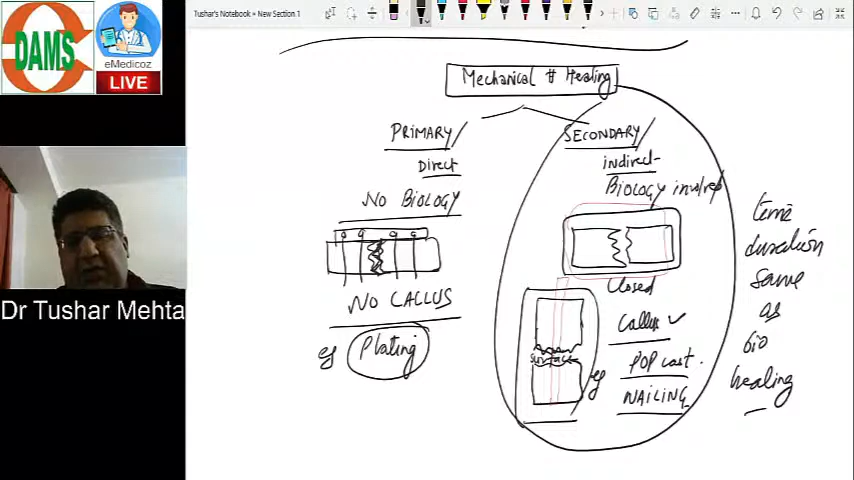 Tushar's Notebook » New Section 1
DAMS
eMedicoz
LIVE
Mechanical # Healing
PRIMARY/
Direct
NO BIOLOGY
NO CALLUS
eg Plating
SECONDARY/
indirect
BIOLOGY involved
closed
surface
Callus ✓
eg POP cast.
NAILING
time
duration
same
as
bio
healing
Dr Tushar Mehta